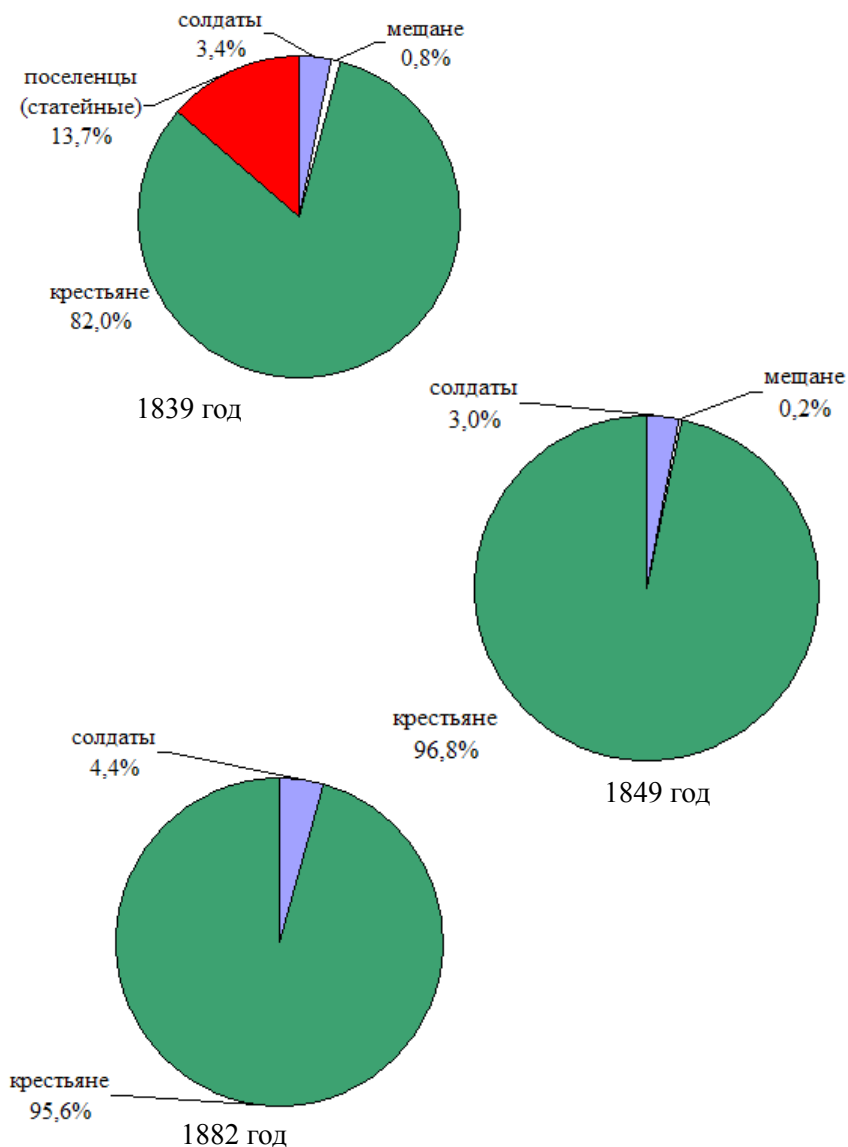 солдаты
3,4%
мещане
0,8%
поселенцы
(статейные)
13,7%
крестьяне
82,0%
1839 год
солдаты
3,0%
мещане
0,2%
крестьяне
96,8%
1849 год
солдаты
4,4%
крестьяне
95,6%
1882 год